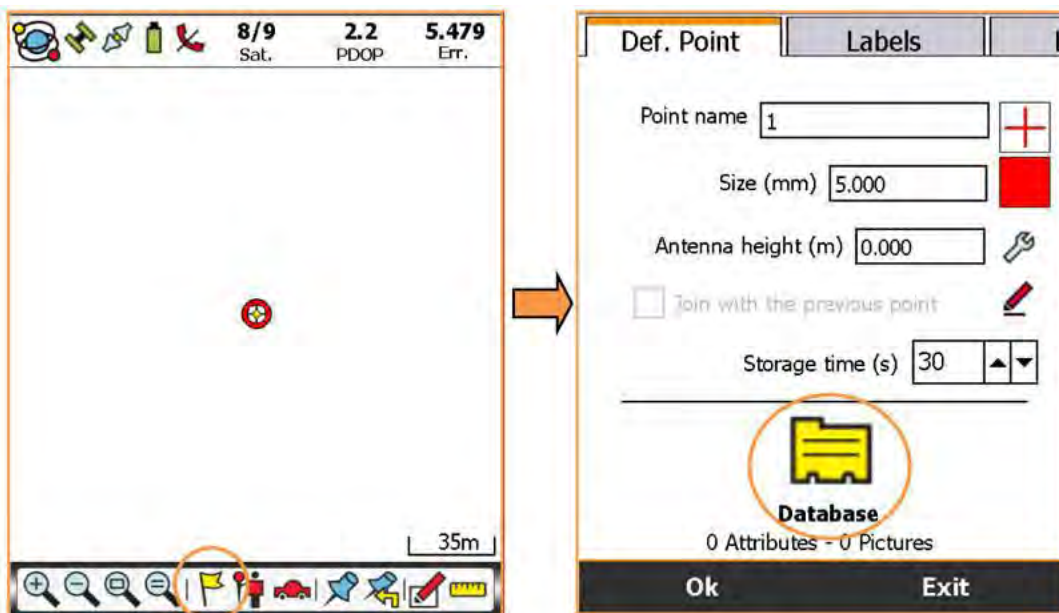 8/9 2.2 5.479
Sat. PDOP Err.
35m
Def. Point Labels
Point name 1
Size (mm) 5.000
Antenna height (m) 0.000
Join with the previous point
Storage time (s) 30
Database
0 Attributes - 0 Pictures
Ok Exit